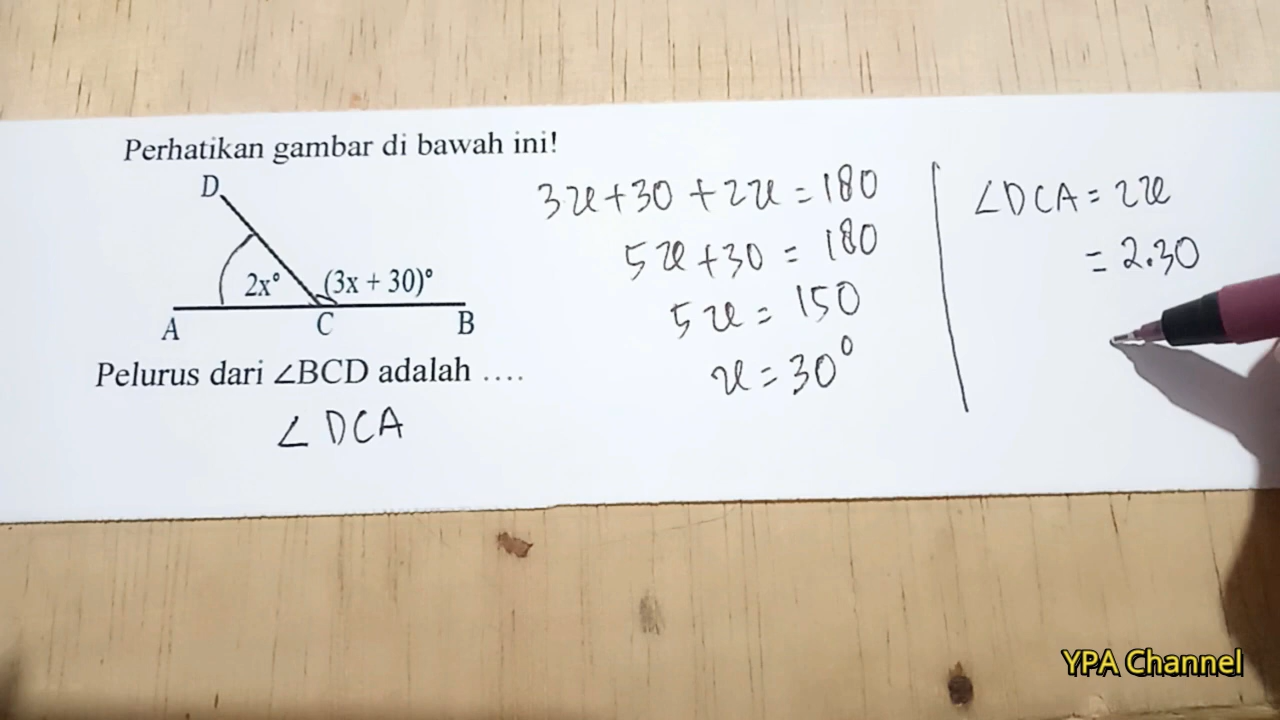 Perhatikan gambar di bawah ini!
D
2x°
(3x + 30)°
A
C
B
Pelurus dari ∠BCD adalah ....
∠DCA
3x+30+2x=180
5x+30=180
5x=150
x=30°
∠DCA=2x
=2.30
YPA Channel